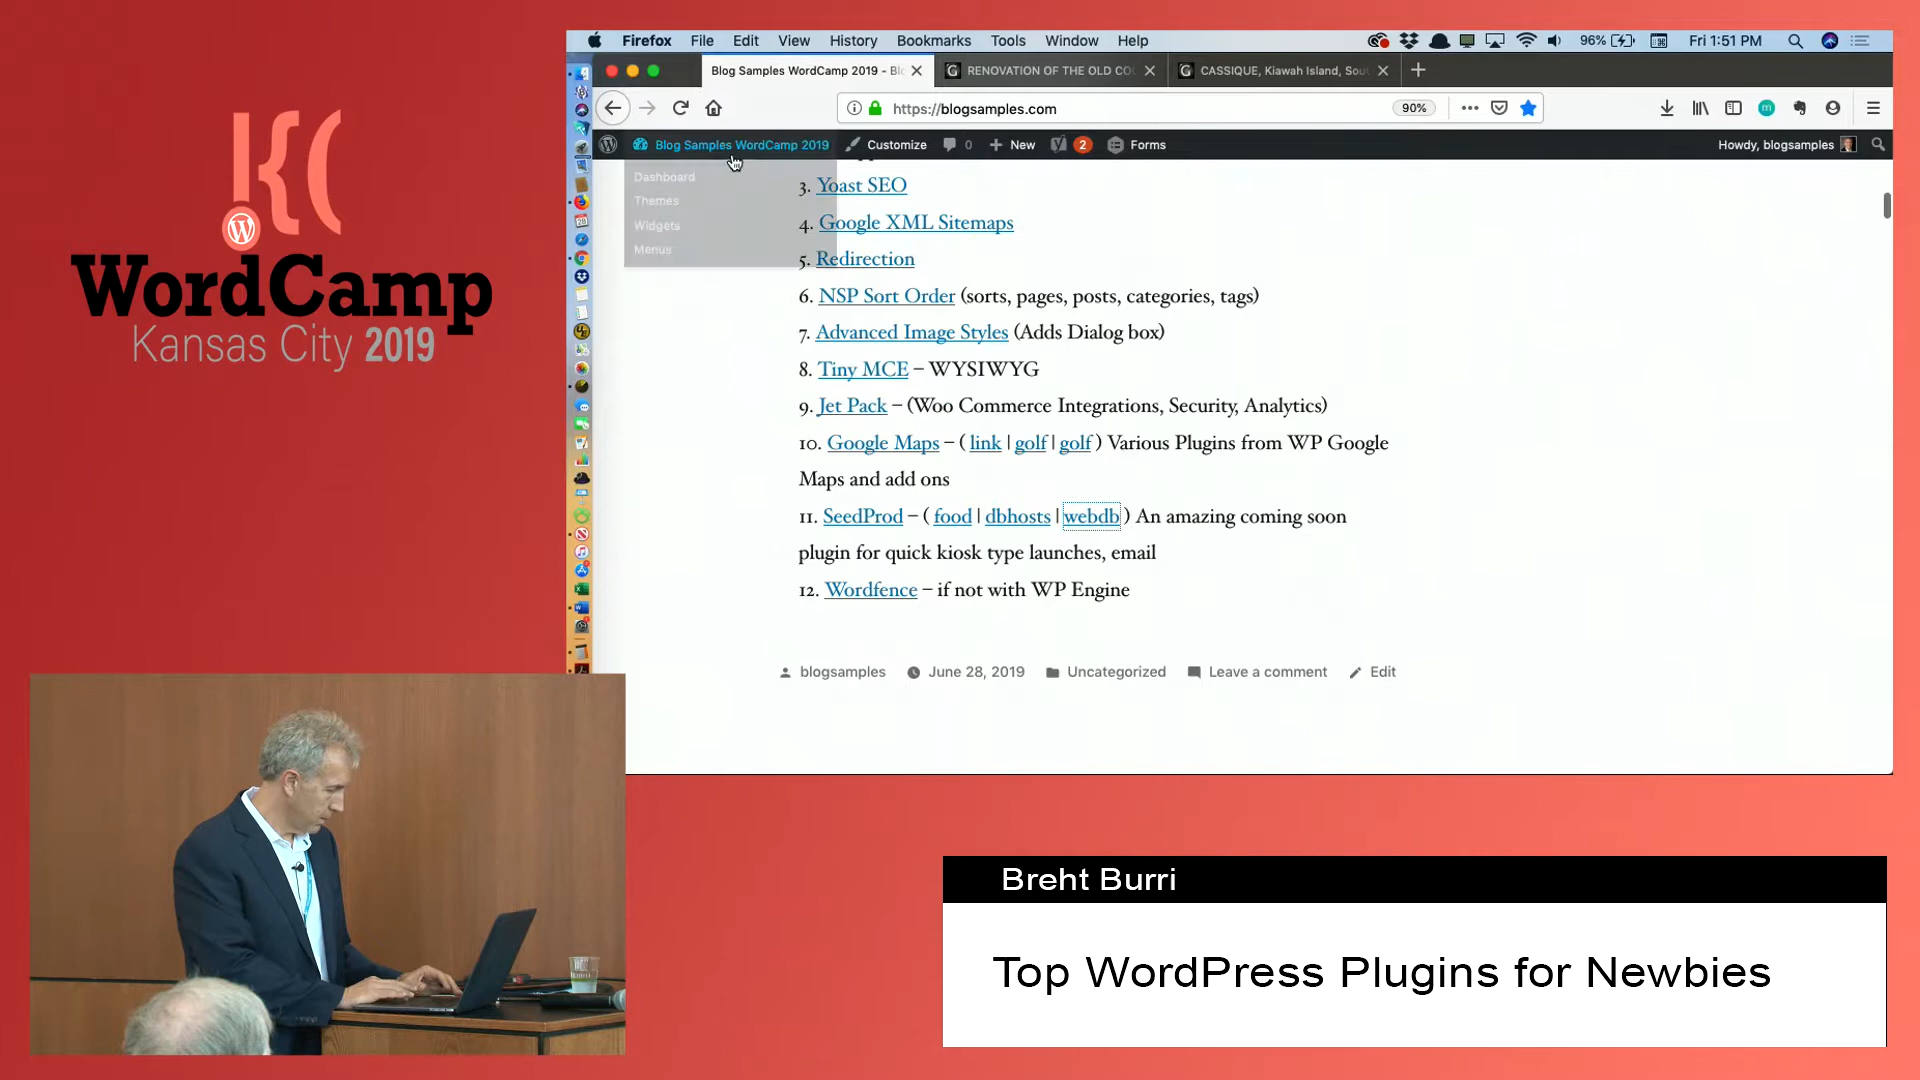 WordCamp
Kansas City 2019
Firefox File Edit View History Bookmarks Tools Window Help
96% Fri 1:51 PM
Blog Samples WordCamp 2019 - Bl
RENOVATION OF THE OLD CO
CASSIQUE, Kiawah Island, Sou
https://blogsamples.com
90%
Blog Samples WordCamp 2019 Customize 0 New 2 Forms Howdy, blogsamples
Dashboard
Themes
Widgets
Menus
3. Yoast SEO
4. Google XML Sitemaps
5. Redirection
6. NSP Sort Order (sorts, pages, posts, categories, tags)
7. Advanced Image Styles (Adds Dialog box)
8. Tiny MCE – WYSIWYG
9. Jet Pack – (Woo Commerce Integrations, Security, Analytics)
10. Google Maps – ( link | golf | golf ) Various Plugins from WP Google
Maps and add ons
11. SeedProd – ( food | dbhosts | webdb ) An amazing coming soon
plugin for quick kiosk type launches, email
12. Wordfence – if not with WP Engine
blogsamples June 28, 2019 Uncategorized Leave a comment Edit
Breht Burri
Top WordPress Plugins for Newbies